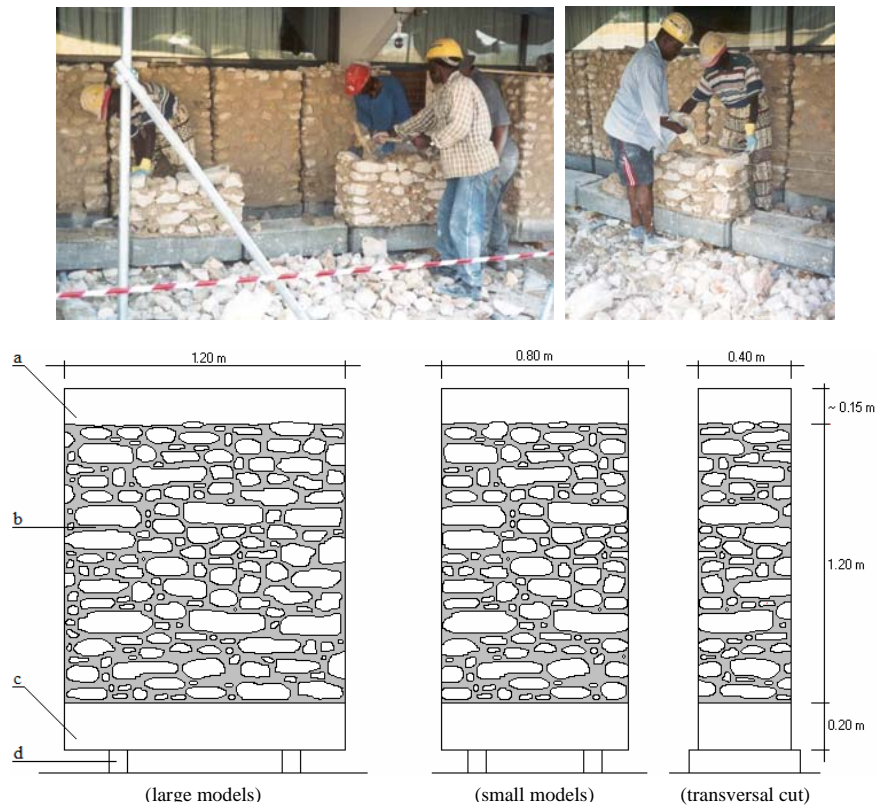 1.20 m
0.80 m
0.40 m
a
~ 0.15 m
b
1.20 m
c
0.20 m
d
(large models)
(small models)
(transversal cut)